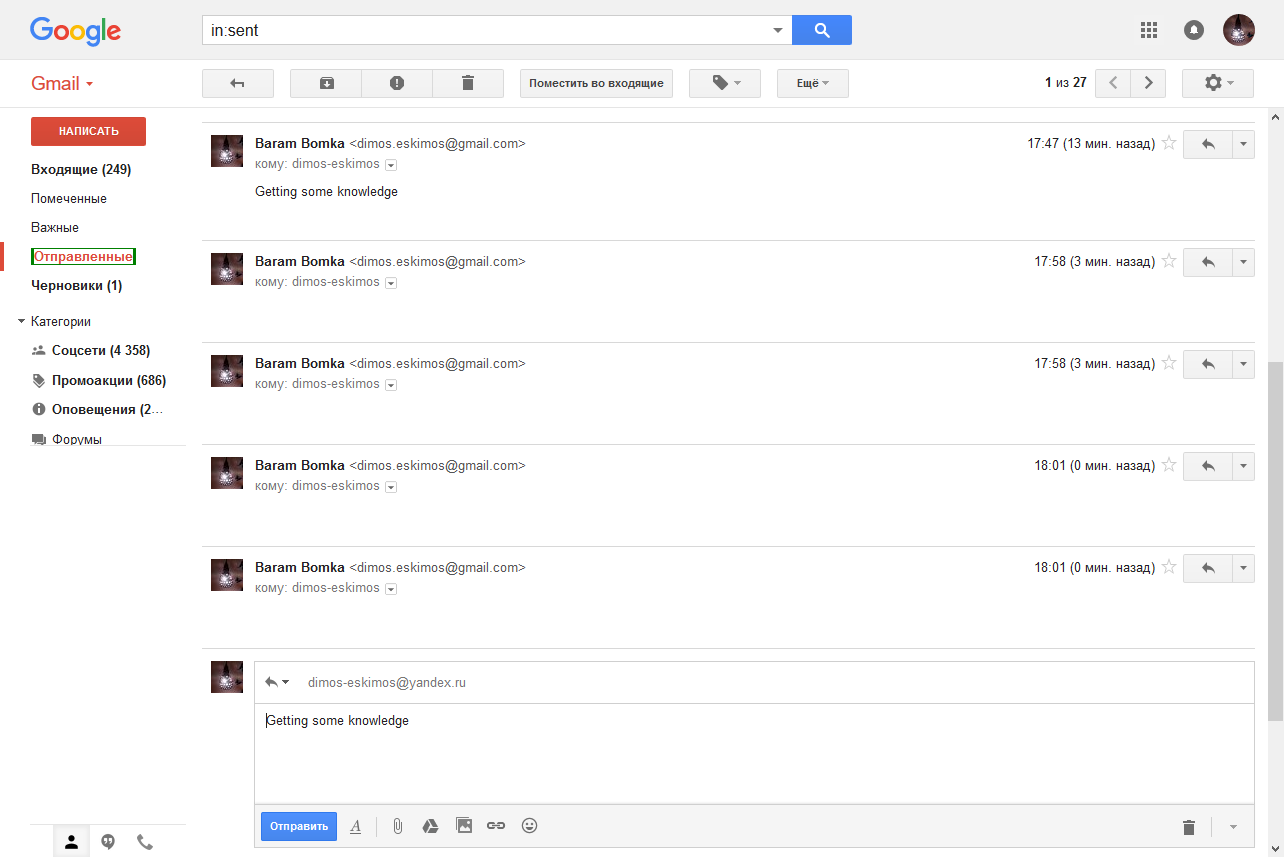 Google
in:sent
Gmail
Поместить во входящие
Ещё
1 из 27
НАПИСАТЬ
Входящие (249)
Помеченные
Важные
Отправленные
Черновики (1)
Категории
Соцсети (4 358)
Промоакции (686)
Оповещения (2…
Форумы
Baram Bomka <dimos.eskimos@gmail.com>
17:47 (13 мин. назад)
кому: dimos-eskimos
Getting some knowledge
Baram Bomka <dimos.eskimos@gmail.com>
17:58 (3 мин. назад)
кому: dimos-eskimos
Baram Bomka <dimos.eskimos@gmail.com>
17:58 (3 мин. назад)
кому: dimos-eskimos
Baram Bomka <dimos.eskimos@gmail.com>
18:01 (0 мин. назад)
кому: dimos-eskimos
Baram Bomka <dimos.eskimos@gmail.com>
18:01 (0 мин. назад)
кому: dimos-eskimos
dimos-eskimos@yandex.ru
Getting some knowledge
Отправить
A